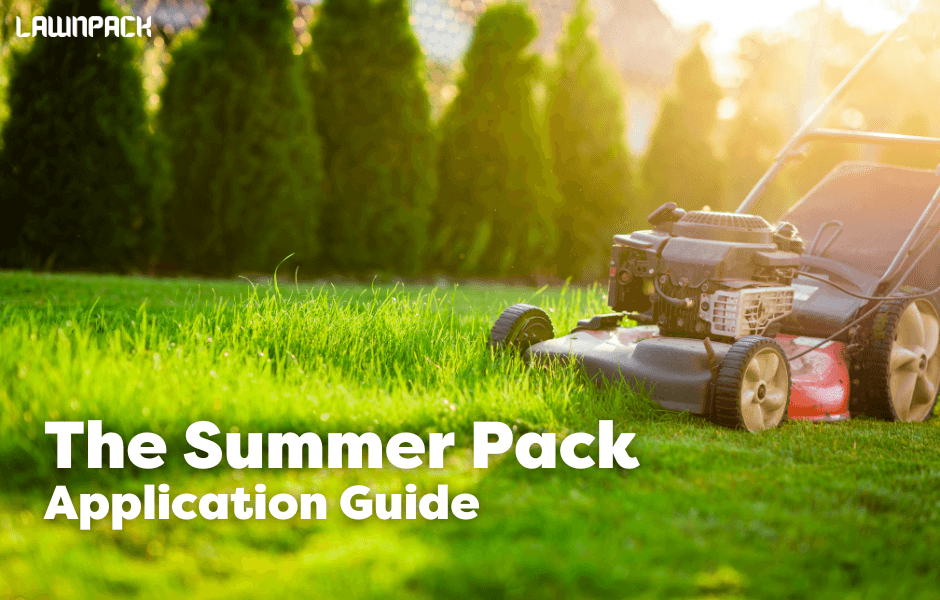 LAWNPACK
The Summer Pack
Application Guide